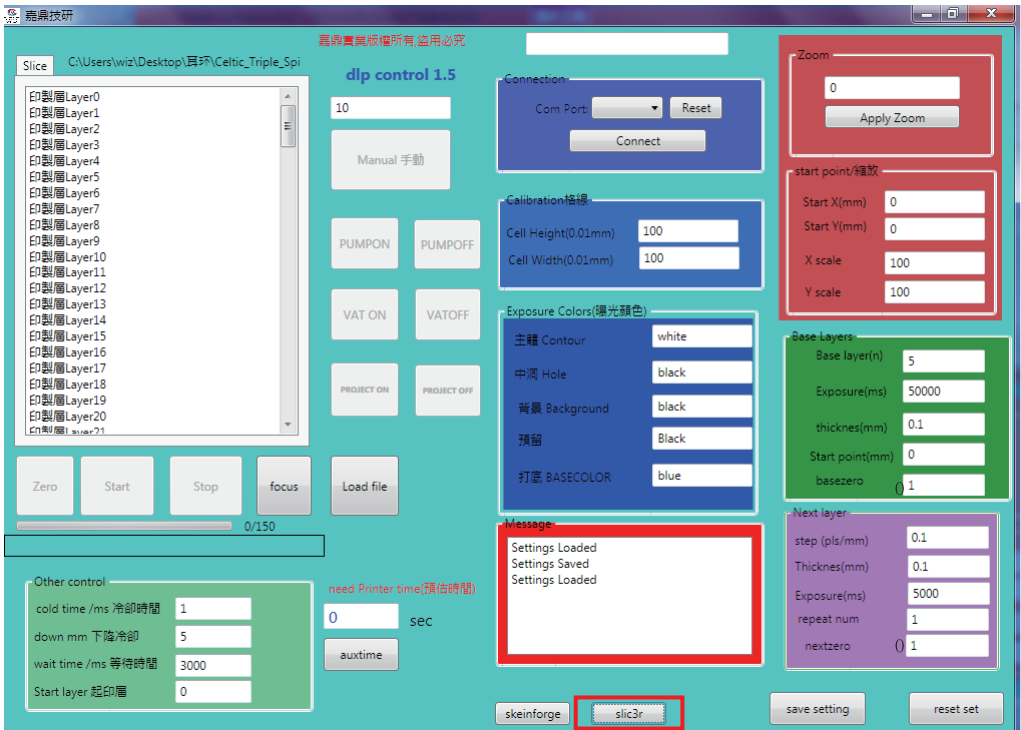 嘉鼎技研
Slice
C:\Users\wiz\Desktop\耳环\Celtic_Triple_Spi
印製層Layer0
印製層Layer1
印製層Layer2
印製層Layer3
印製層Layer4
印製層Layer5
印製層Layer6
印製層Layer7
印製層Layer8
印製層Layer9
印製層Layer10
印製層Layer11
印製層Layer12
印製層Layer13
印製層Layer14
印製層Layer15
印製層Layer16
印製層Layer17
印製層Layer18
印製層Layer19
印製層Layer20
印製層Layer21
Zero
Start
Stop
focus
Load file
0/150
嘉鼎實業版權所有,盜用必究
dlp control 1.5
10
Manual 手動
PUMPON
PUMPOFF
VAT ON
VATOFF
PROJECT ON
PROJECT OFF
Other control
cold time /ms 冷卻時間
1
down mm 下降冷卻
5
wait time /ms 等待時間
3000
Start layer 起印層
0
need Printer time(預估時間)
0
sec
auxtime
Connection
Com Port:
Reset
Connect
Calibration格線
Cell Height(0.01mm)
100
Cell Width(0.01mm)
100
Exposure Colors(曝光顏色)
主體 Contour
white
中洞 Hole
black
背景 Background
black
預留
Black
打底 BASECOLOR
blue
Message
Settings Loaded
Settings Saved
Settings Loaded
skeinforge
slic3r
Zoom
0
Apply Zoom
start point/縮放
Start X(mm)
0
Start Y(mm)
0
X scale
100
Y scale
100
Base Layers
Base layer(n)
5
Exposure(ms)
50000
thicknes(mm)
0.1
Start point(mm)
0
basezero
()
1
Next layer
step (pls/mm)
0.1
Thicknes(mm)
0.1
Exposure(ms)
5000
repeat num
1
nextzero
()
1
save setting
reset set